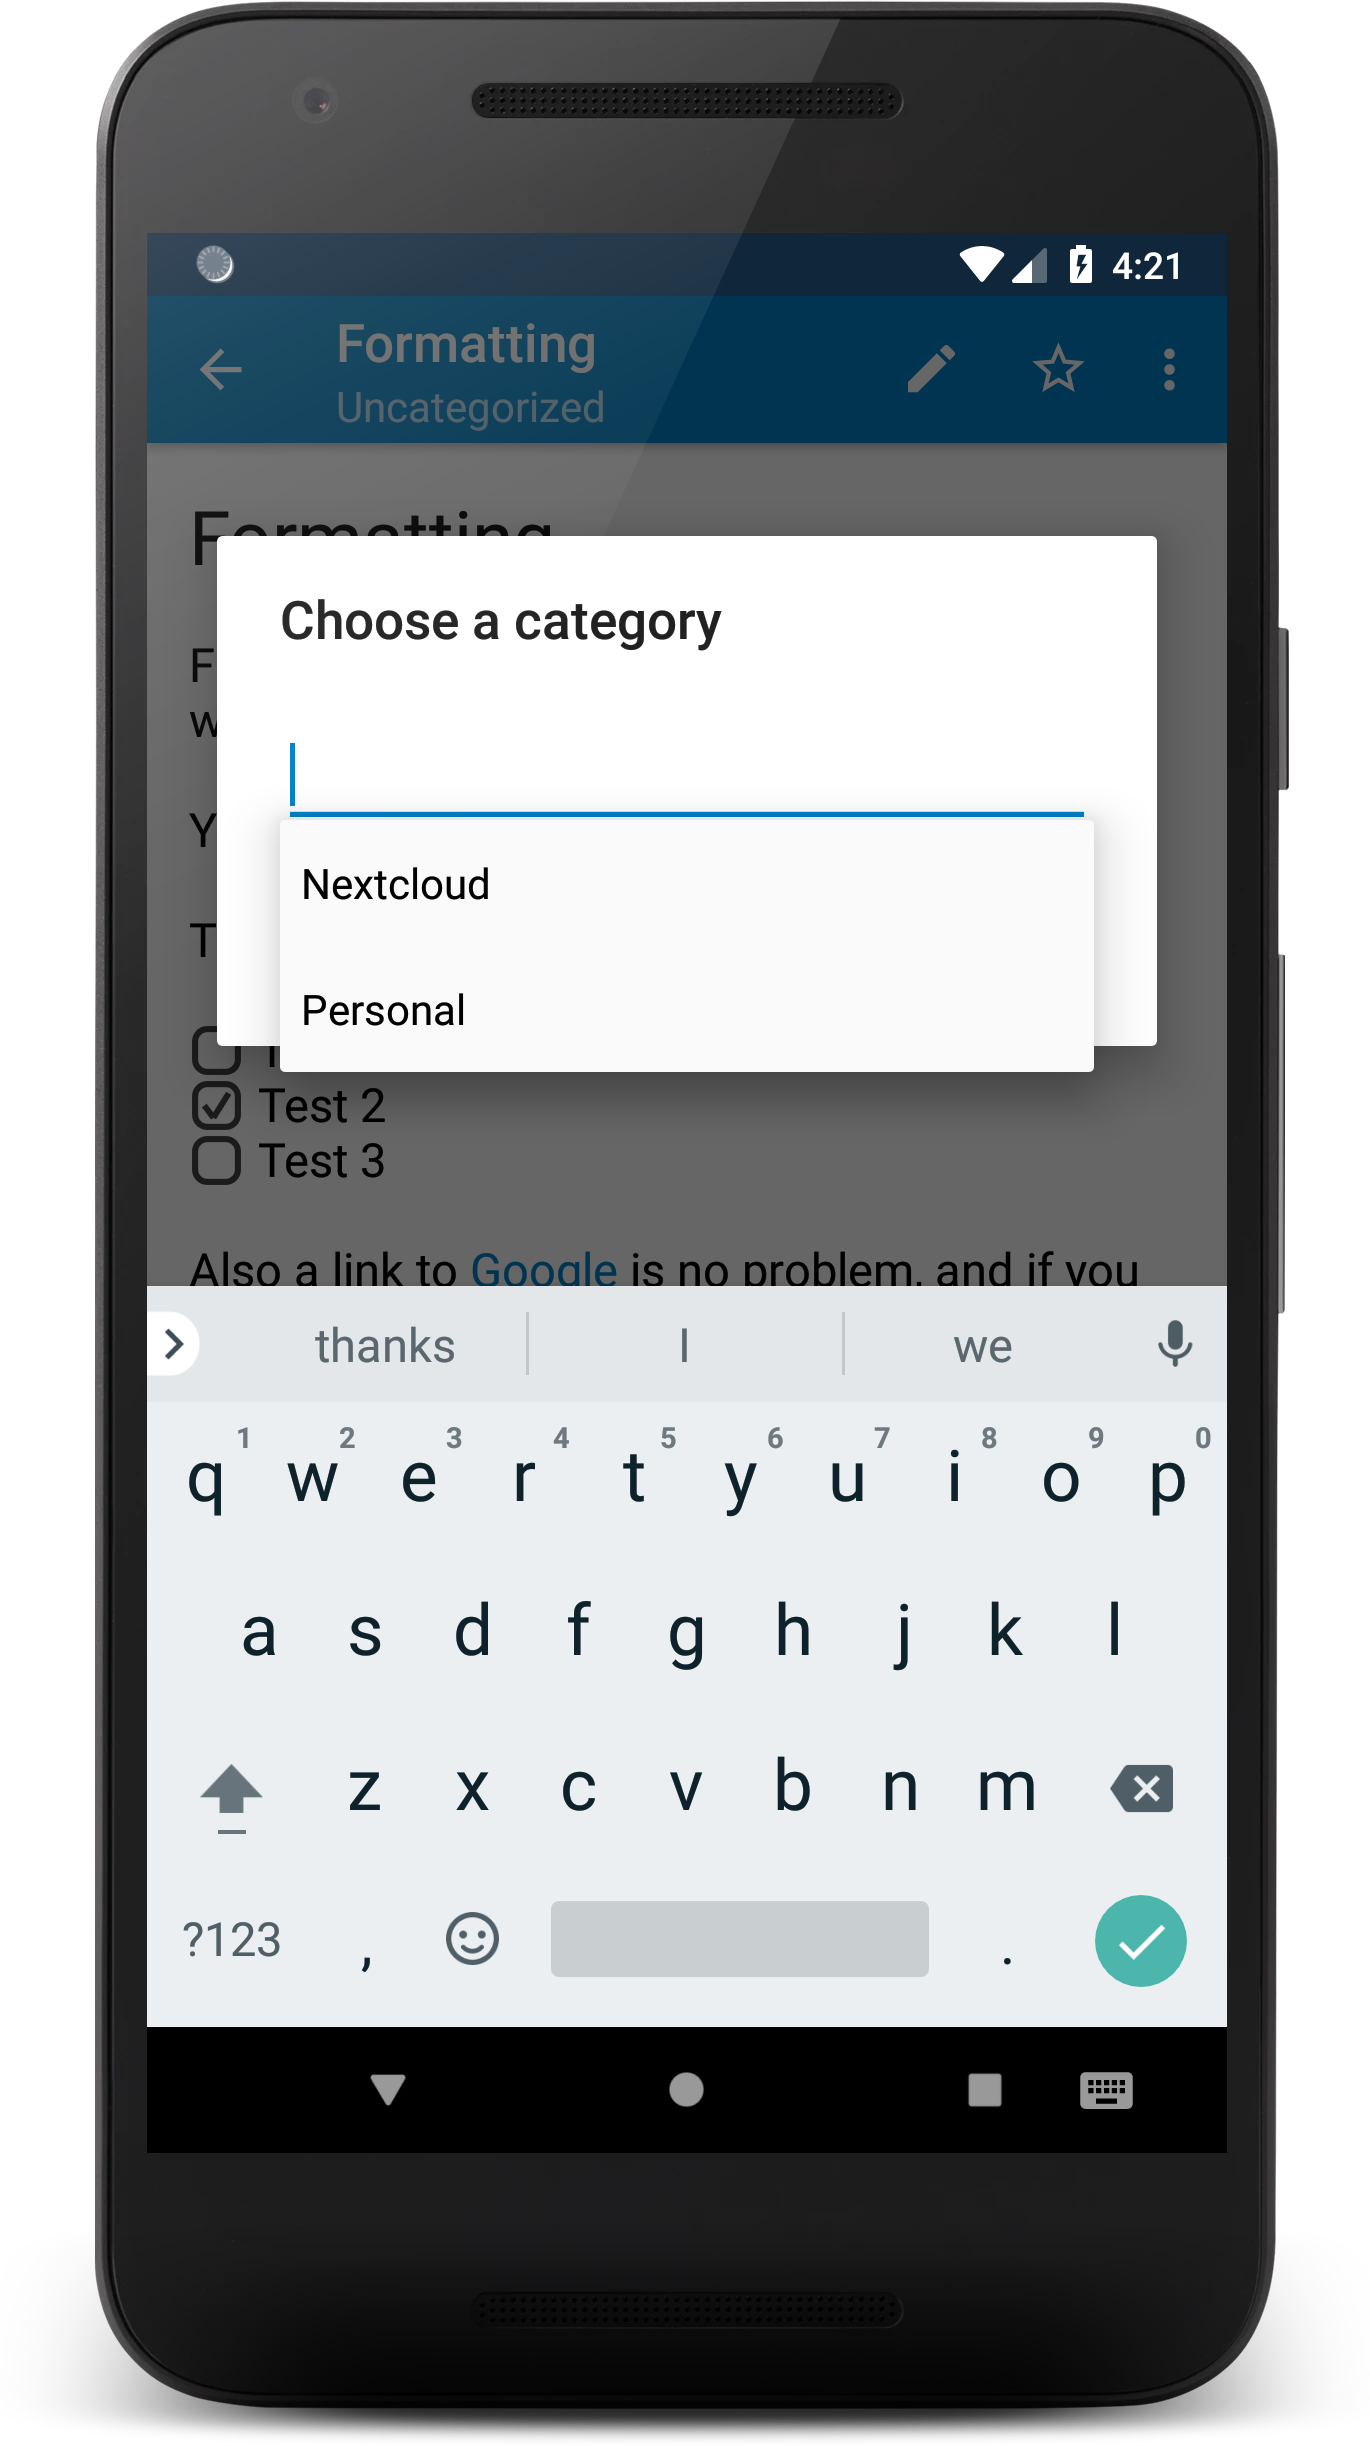 4:21
Formatting
Uncategorized
Formatting
Choose a category
F
w
Y
Nextcloud
T
Personal
Test 2
Test 3
Also a link to Google is no problem, and if you
thanks I we
1 2 3 4 5 6 7 8 9 0
q w e r t y u i o p
a s d f g h j k l
z x c v b n m
?123 , .